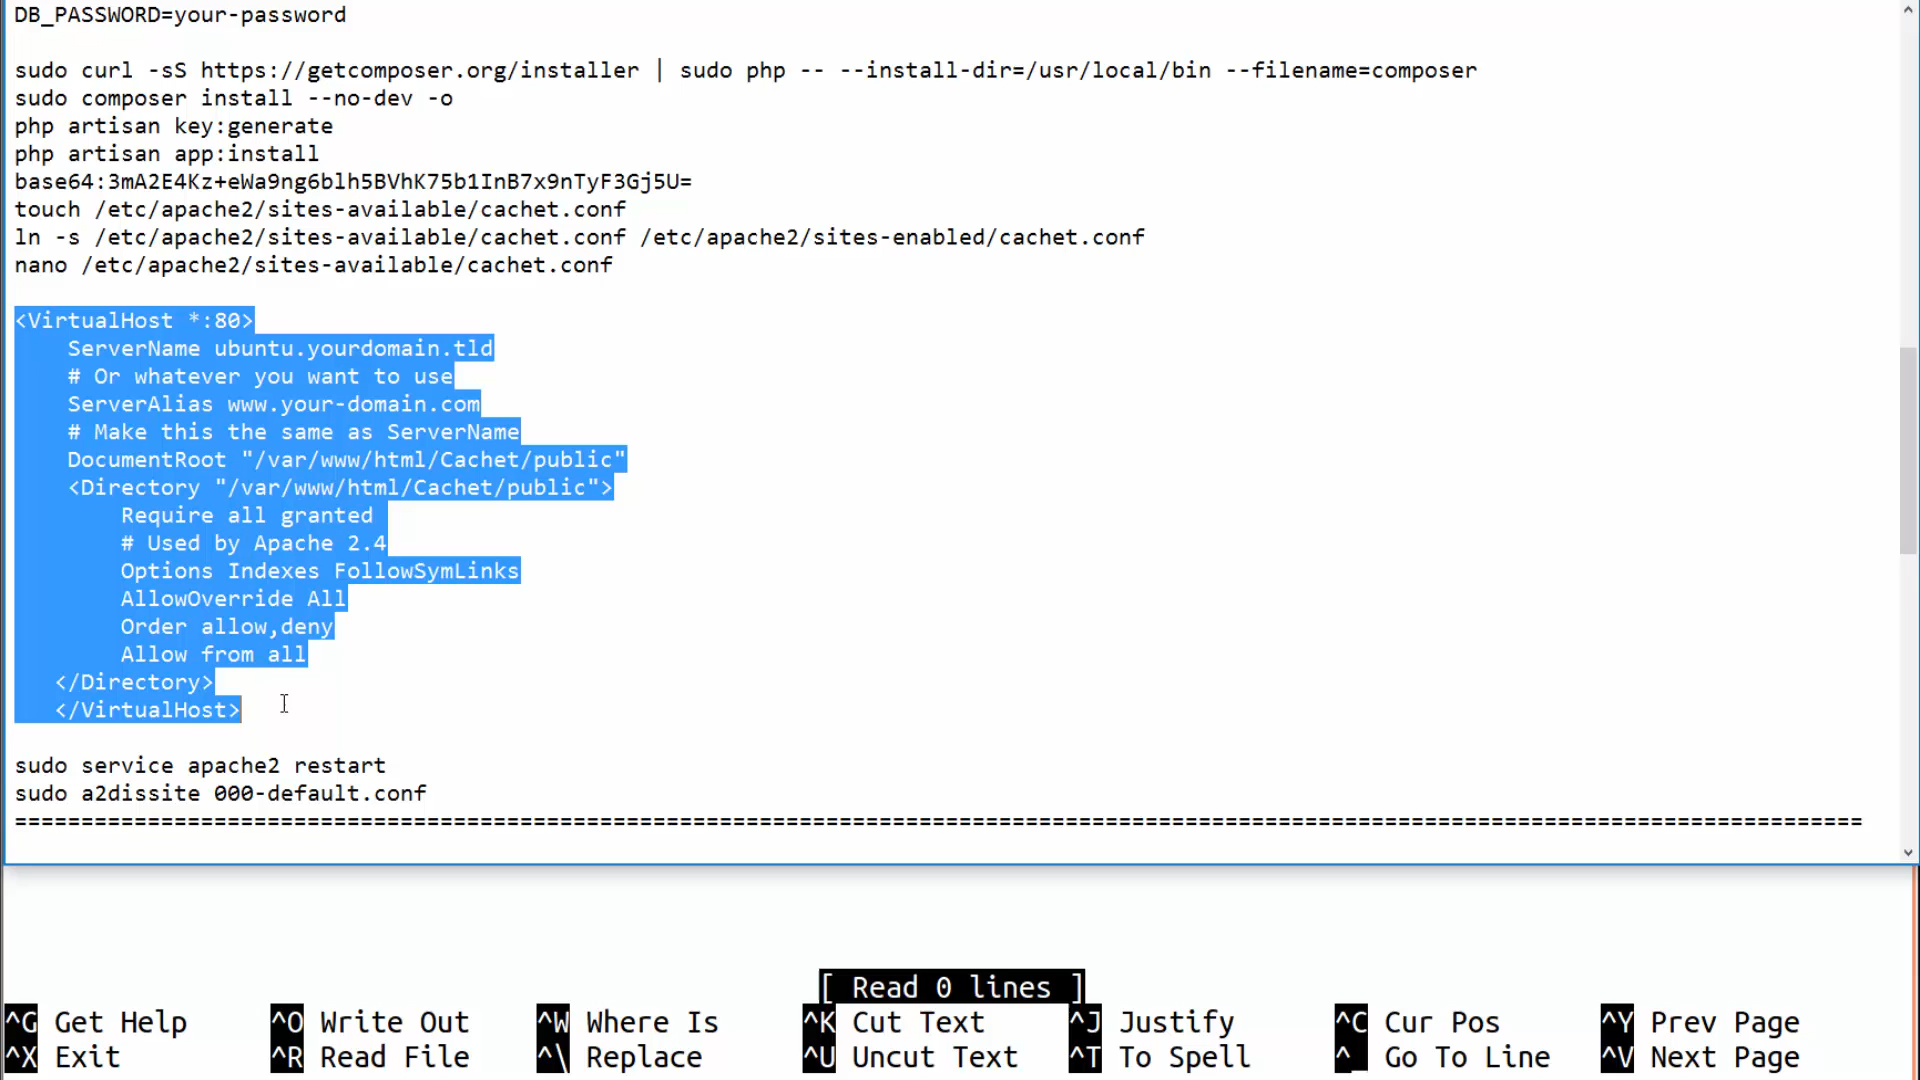 DB_PASSWORD=your-password
sudo curl -sS https://getcomposer.org/installer | sudo php -- --install-dir=/usr/local/bin --filename=composer
sudo composer install --no-dev -o
php artisan key:generate
php artisan app:install
base64:3mA2E4Kz+eWa9ng6blh5BVhK75b1InB7x9nTyF3Gj5U=
touch /etc/apache2/sites-available/cachet.conf
ln -s /etc/apache2/sites-available/cachet.conf /etc/apache2/sites-enabled/cachet.conf
nano /etc/apache2/sites-available/cachet.conf
<VirtualHost *:80>
    ServerName ubuntu.yourdomain.tld
    # Or whatever you want to use
    ServerAlias www.your-domain.com
    # Make this the same as ServerName
    DocumentRoot "/var/www/html/Cachet/public"
    <Directory "/var/www/html/Cachet/public">
        Require all granted
        # Used by Apache 2.4
        Options Indexes FollowSymLinks
        AllowOverride All
        Order allow,deny
        Allow from all
   </Directory>
   </VirtualHost>
sudo service apache2 restart
sudo a2dissite 000-default.conf
===========================================================================================================================================
[ Read 0 lines ]
^G Get Help ^O Write Out ^W Where Is ^K Cut Text ^J Justify ^C Cur Pos ^Y Prev Page
^X Exit ^R Read File ^\ Replace ^U Uncut Text ^T To Spell ^_ Go To Line ^V Next Page